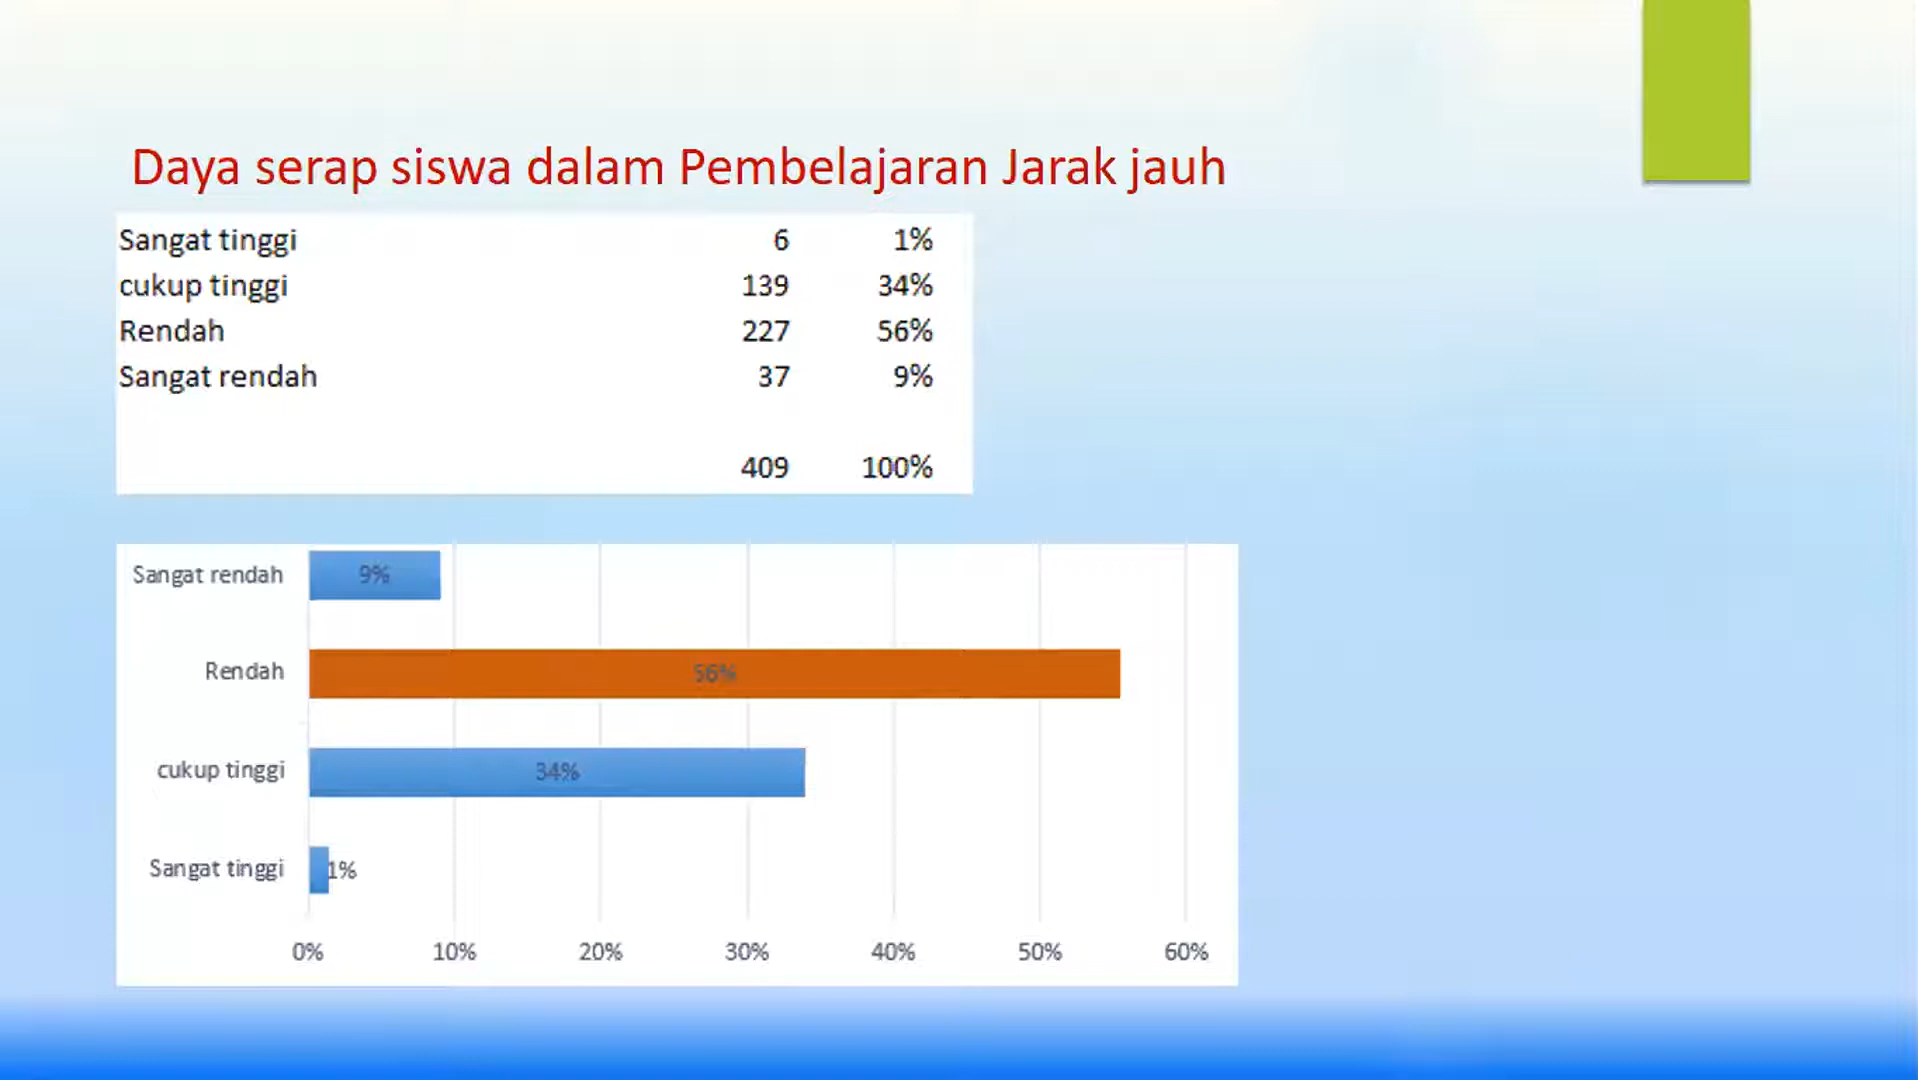 Daya serap siswa dalam Pembelajaran Jarak jauh
Sangat tinggi 6 1%
cukup tinggi 139 34%
Rendah 227 56%
Sangat rendah 37 9%
409 100%
Sangat rendah 9%
Rendah 56%
cukup tinggi 34%
Sangat tinggi 1%
0% 10% 20% 30% 40% 50% 60%